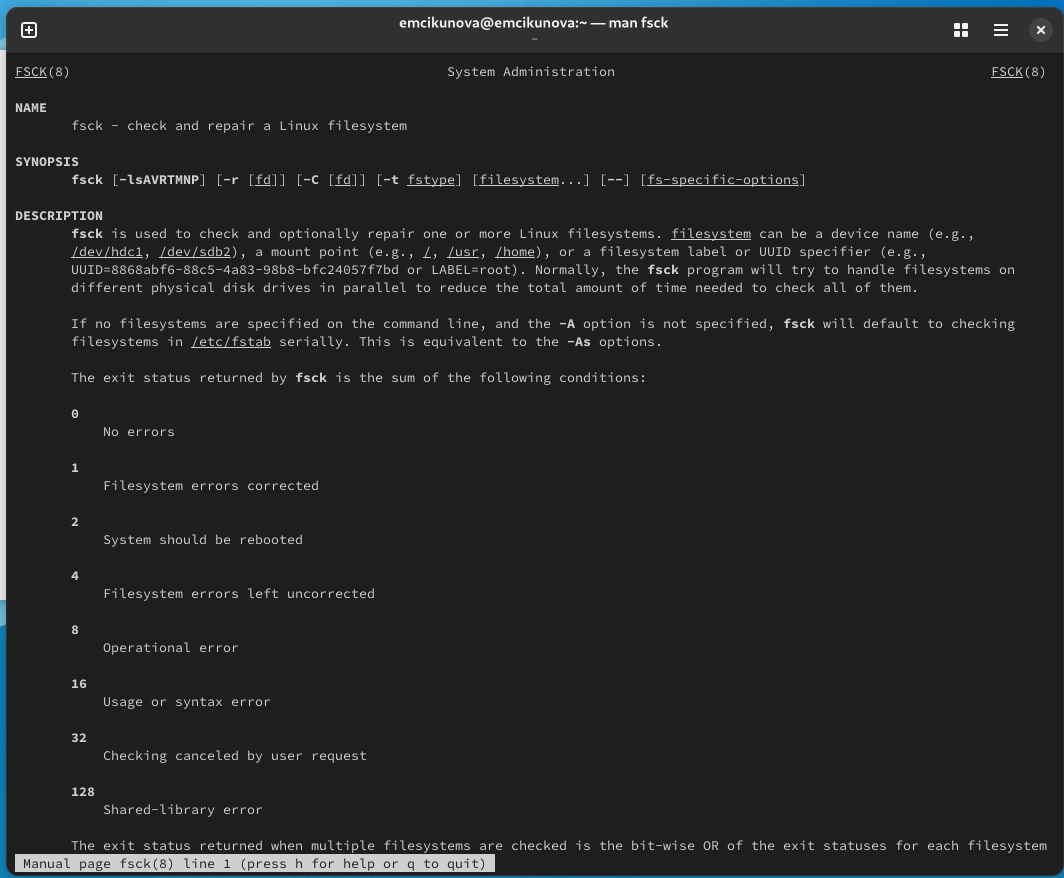 emcikunova@emcikunova:~ — man fsck
~
FSCK(8) System Administration FSCK(8)
NAME
fsck - check and repair a Linux filesystem
SYNOPSIS
fsck [-lsAVRTMNP] [-r [fd]] [-C [fd]] [-t fstype] [filesystem...] [--] [fs-specific-options]
DESCRIPTION
fsck is used to check and optionally repair one or more Linux filesystems. filesystem can be a device name (e.g.,
/dev/hdc1, /dev/sdb2), a mount point (e.g., /, /usr, /home), or a filesystem label or UUID specifier (e.g.,
UUID=8868abf6-88c5-4a83-98b8-bfc24057f7bd or LABEL=root). Normally, the fsck program will try to handle filesystems on
different physical disk drives in parallel to reduce the total amount of time needed to check all of them.
If no filesystems are specified on the command line, and the -A option is not specified, fsck will default to checking
filesystems in /etc/fstab serially. This is equivalent to the -As options.
The exit status returned by fsck is the sum of the following conditions:
0
No errors
1
Filesystem errors corrected
2
System should be rebooted
4
Filesystem errors left uncorrected
8
Operational error
16
Usage or syntax error
32
Checking canceled by user request
128
Shared-library error
The exit status returned when multiple filesystems are checked is the bit-wise OR of the exit statuses for each filesystem
Manual page fsck(8) line 1 (press h for help or q to quit)